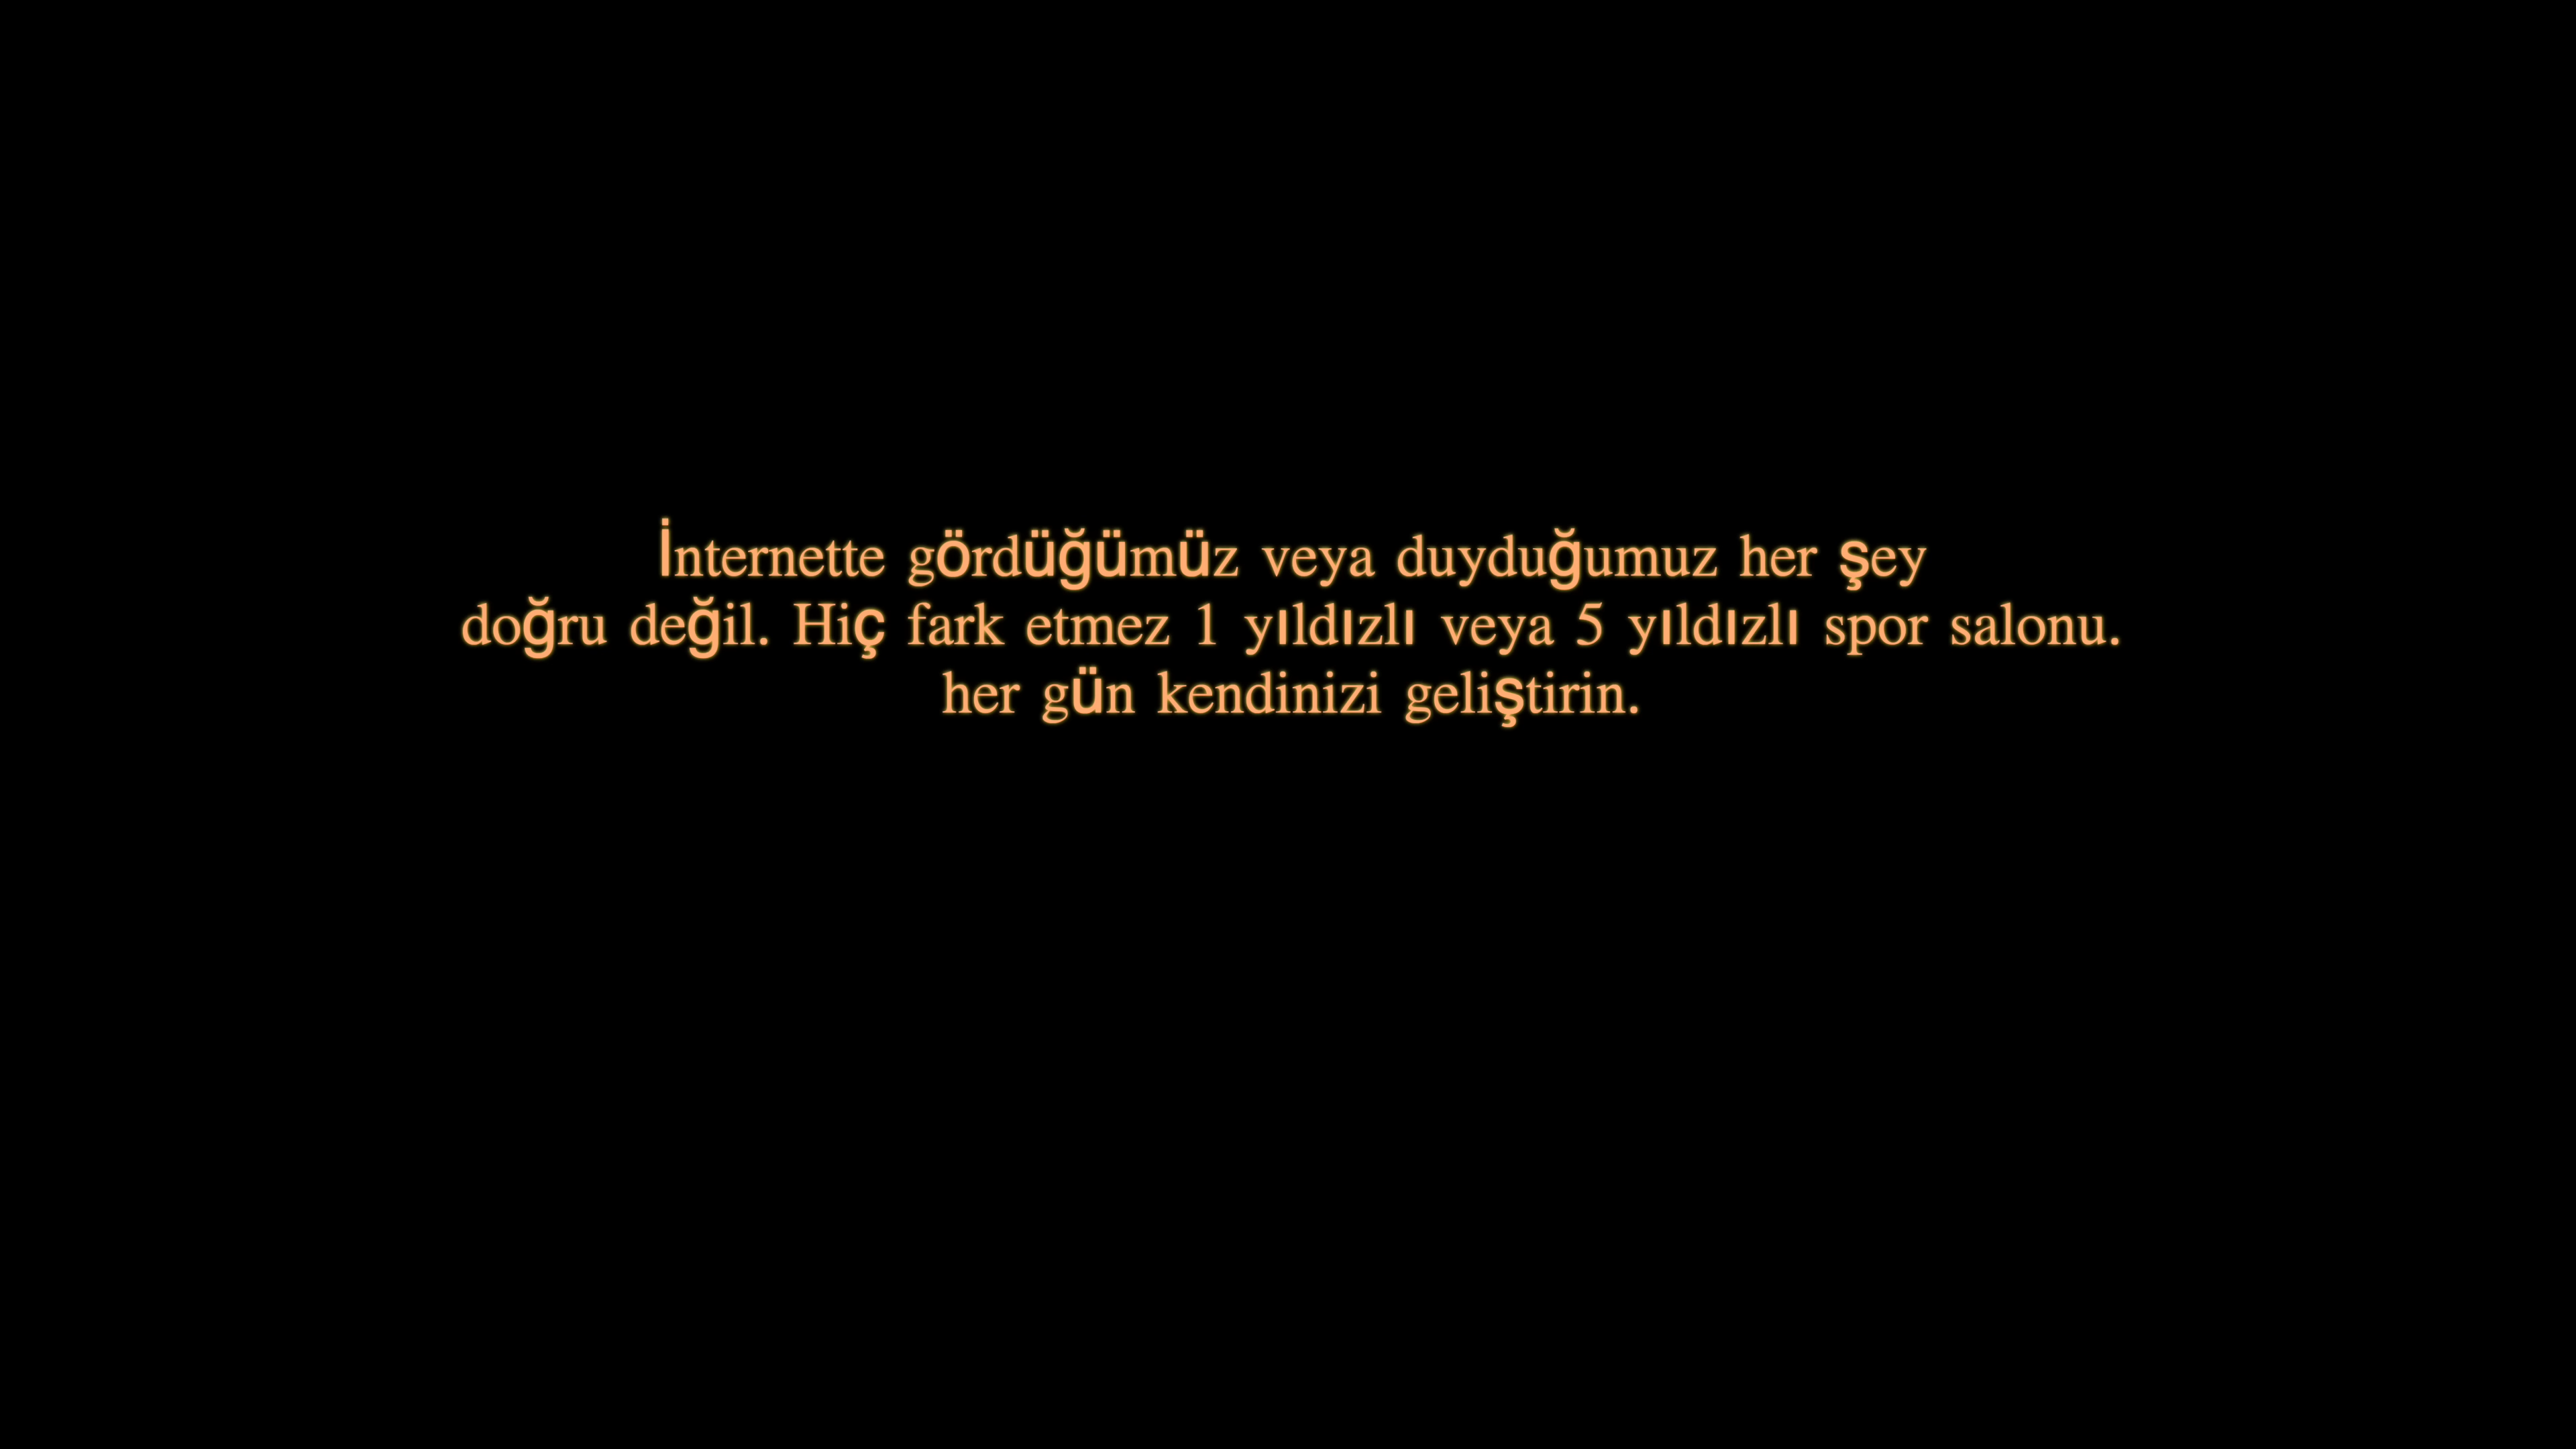 İnternette gördüğümüz veya duyduğumuz her şey
doğru değil. Hiç fark etmez 1 yıldızlı veya 5 yıldızlı spor salonu.
her gün kendinizi geliştirin.